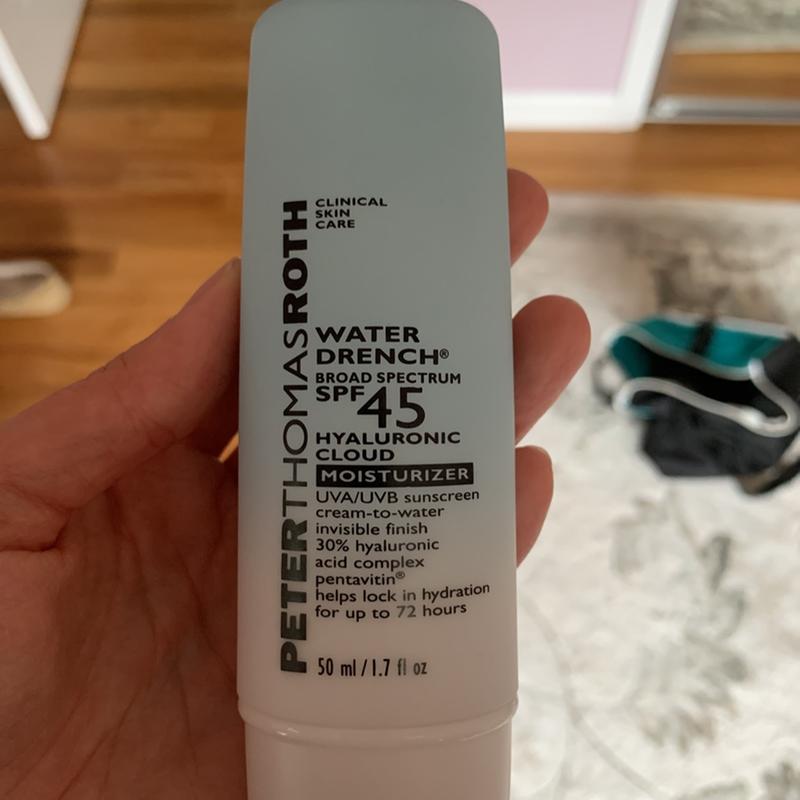 PETERTHOMASROTH
CLINICAL
SKIN
CARE
WATER
DRENCH®
BROAD SPECTRUM
SPF 45
HYALURONIC
CLOUD
MOISTURIZER
UVA/UVB sunscreen
cream-to-water
invisible finish
30% hyaluronic
acid complex
pentavitin®
helps lock in hydration
for up to 72 hours
50 ml / 1.7 fl oz